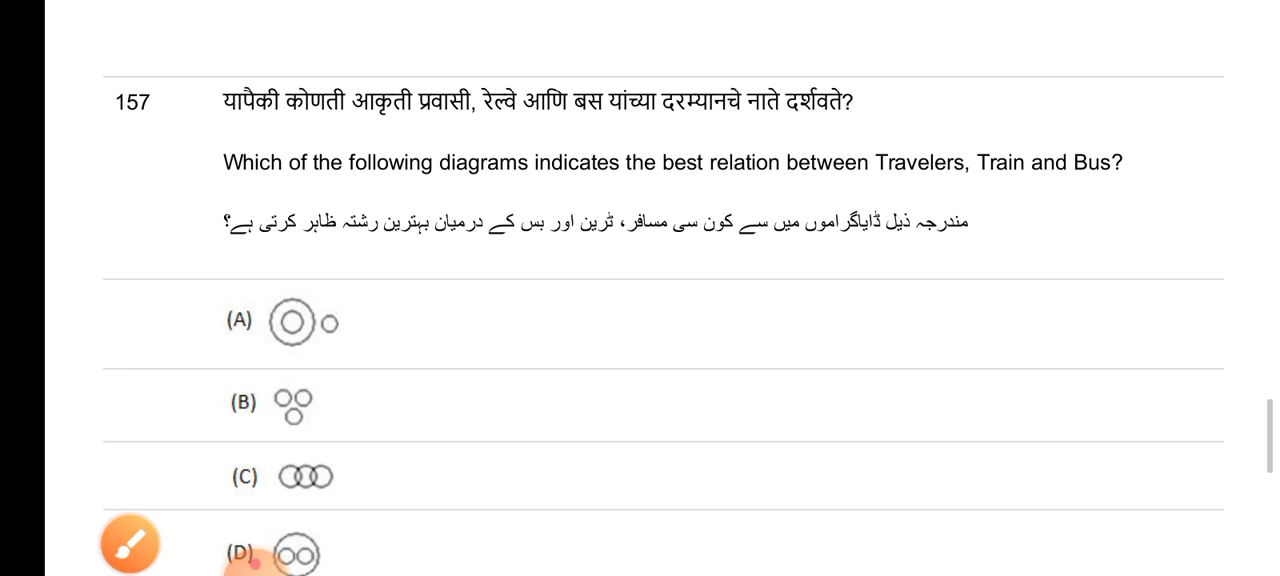 157
यापैकी कोणती आकृती प्रवासी, रेल्वे आणि बस यांच्या दरम्यानचे नाते दर्शवते?
Which of the following diagrams indicates the best relation between Travelers, Train and Bus?
مندرجہ ذیل ڈایاگراموں میں سے کون سی مسافر، ٹرین اور بس کے درمیان بہترین رشتہ ظاہر کرتی ہے؟
(A)
(B)
(C)
(D)